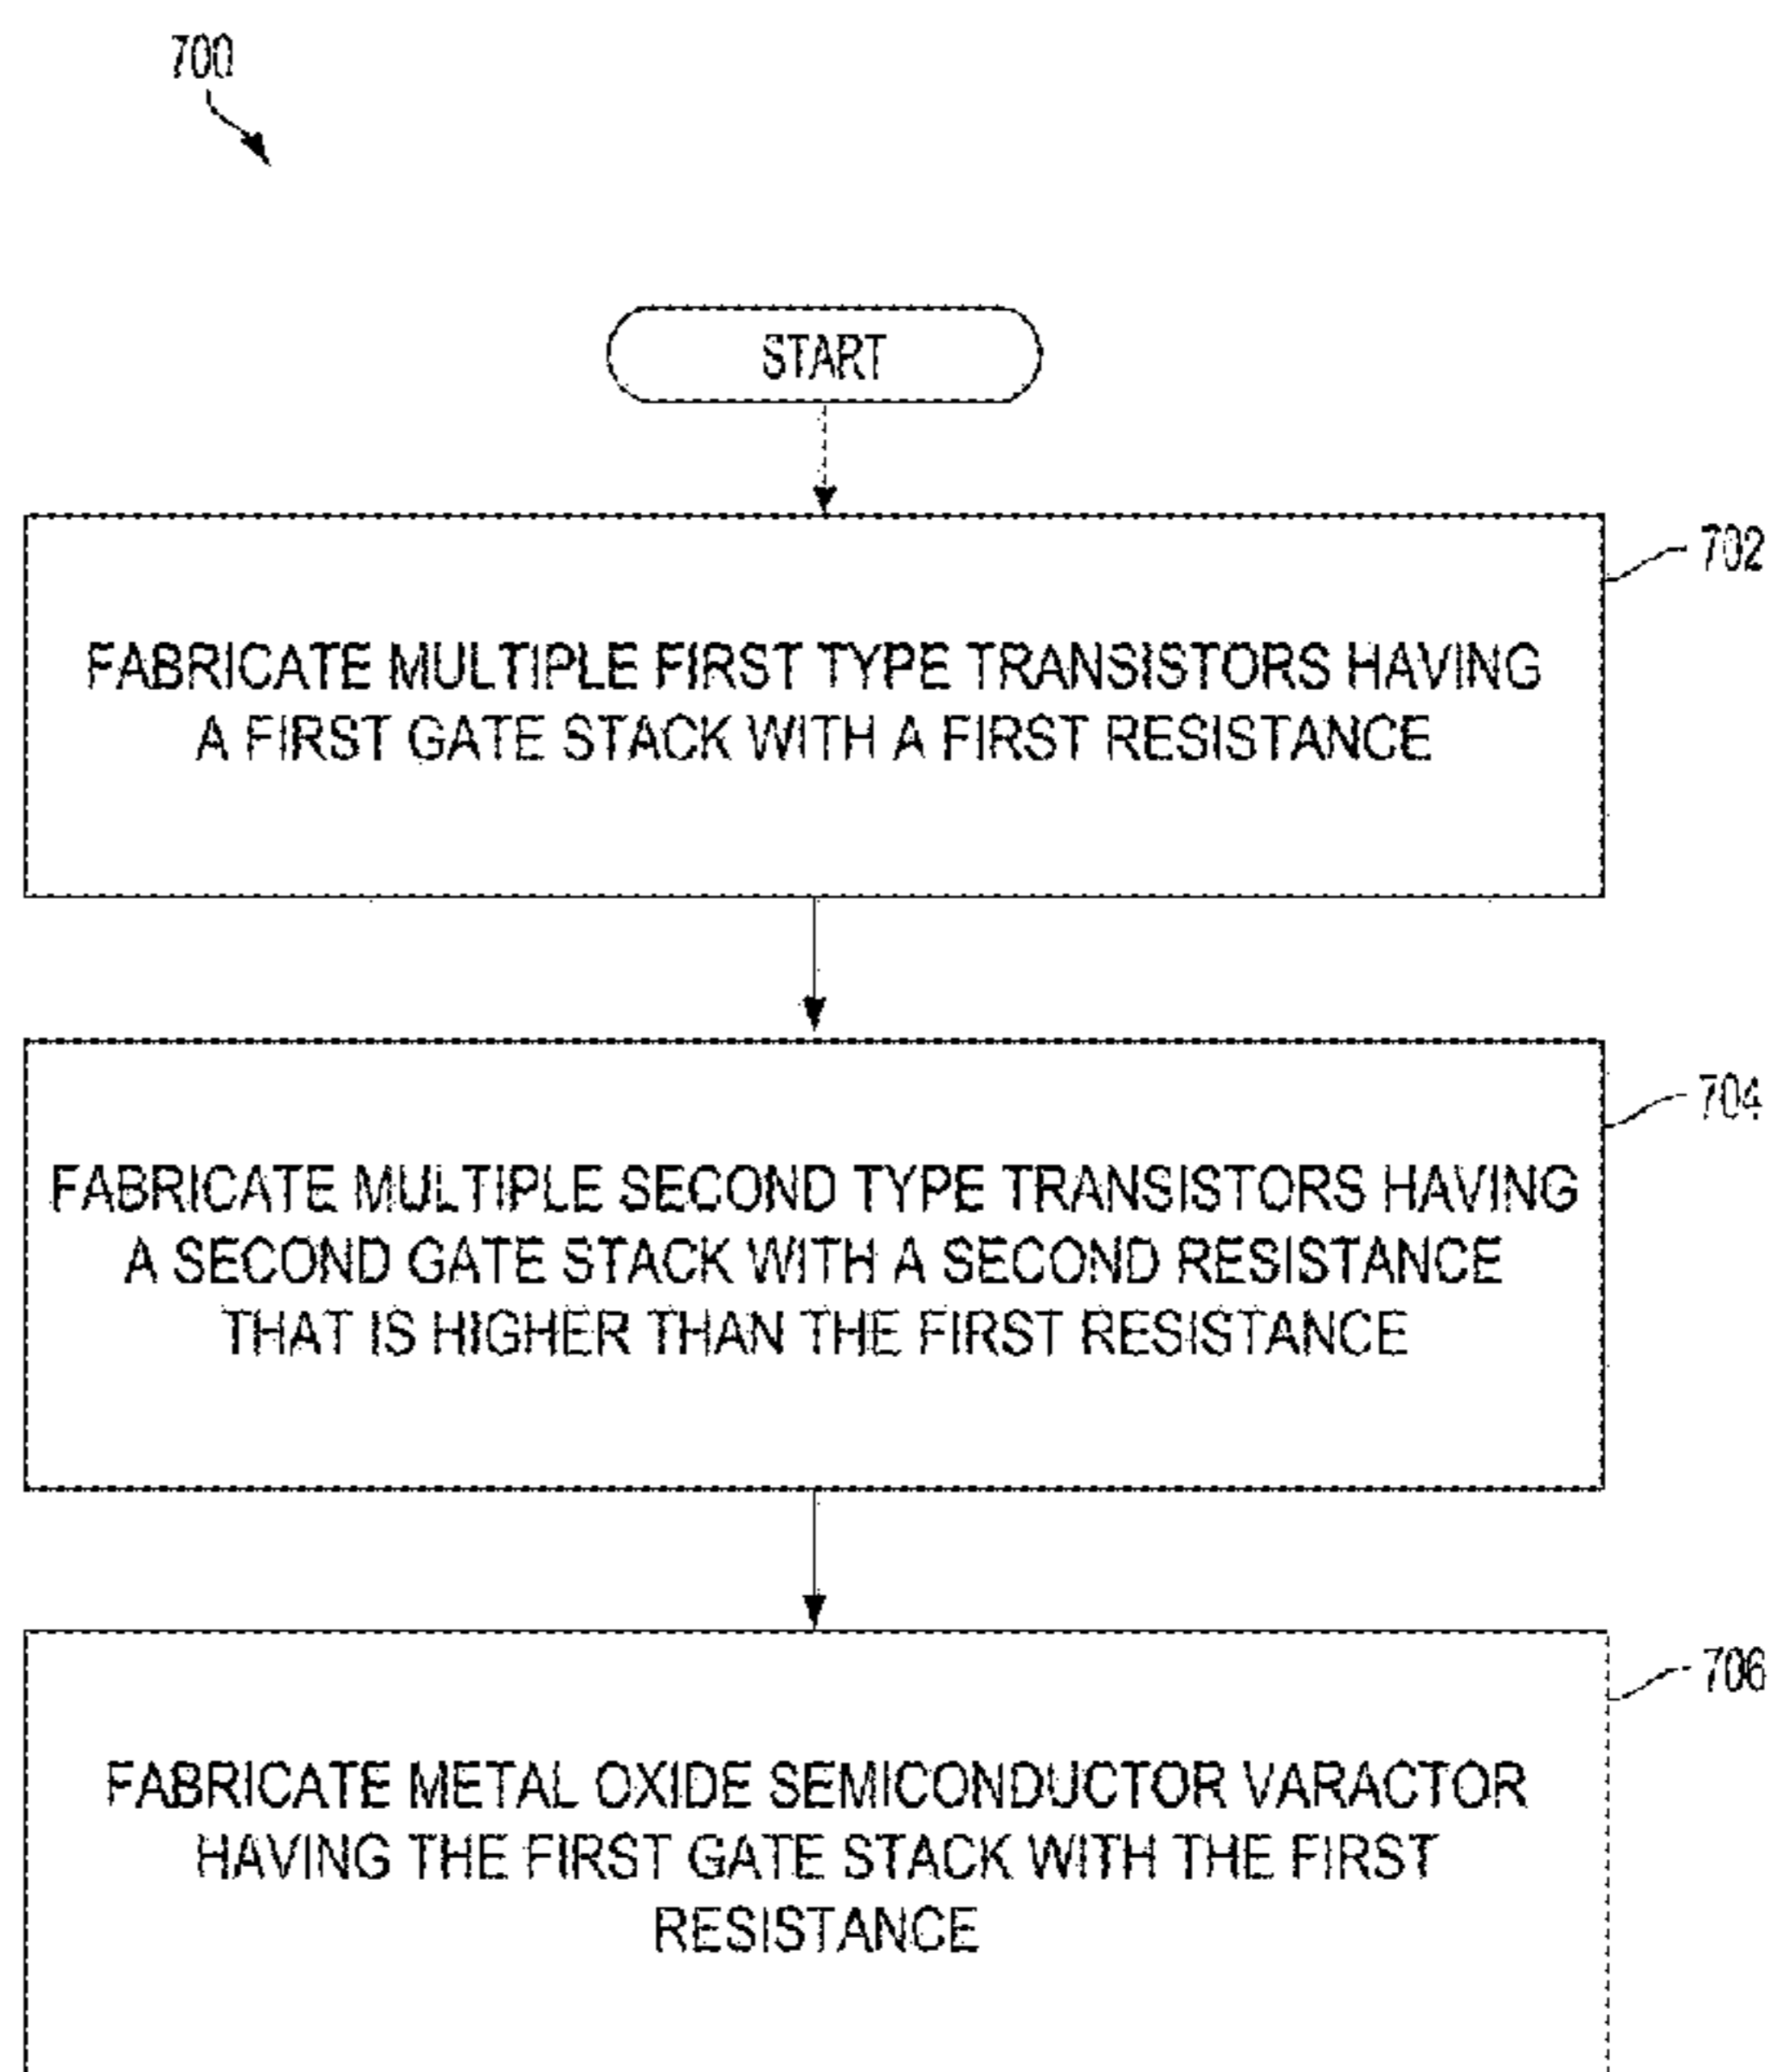 700
START
702
FABRICATE MULTIPLE FIRST TYPE TRANSISTORS HAVING
A FIRST GATE STACK WITH A FIRST RESISTANCE
704
FABRICATE MULTIPLE SECOND TYPE TRANSISTORS HAVING
A SECOND GATE STACK WITH A SECOND RESISTANCE
THAT IS HIGHER THAN THE FIRST RESISTANCE
706
FABRICATE METAL OXIDE SEMICONDUCTOR VARACTOR
HAVING THE FIRST GATE STACK WITH THE FIRST
RESISTANCE